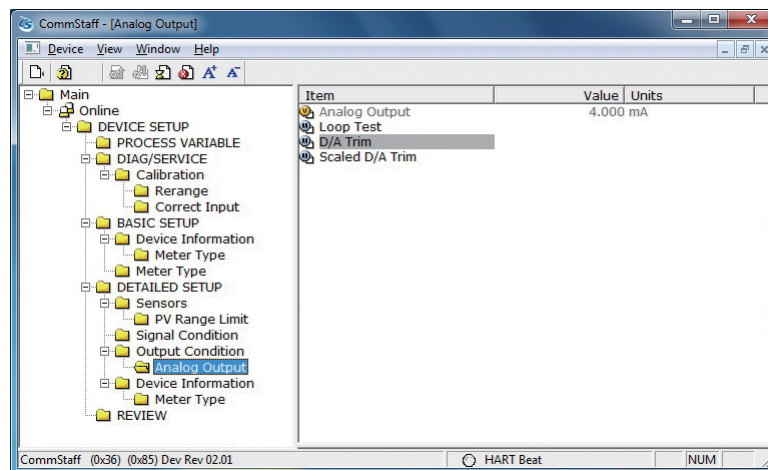 CommStaff - [Analog Output]
Device View Window Help
Main
Online
DEVICE SETUP
PROCESS VARIABLE
DIAG/SERVICE
Calibration
Rerange
Correct Input
BASIC SETUP
Device Information
Meter Type
Meter Type
DETAILED SETUP
Sensors
PV Range Limit
Signal Condition
Output Condition
Analog Output
Device Information
Meter Type
REVIEW
Item Value Units
Analog Output 4.000 mA
Loop Test
D/A Trim
Scaled D/A Trim
CommStaff (0x36) (0x85) Dev Rev 02.01 HART Beat NUM